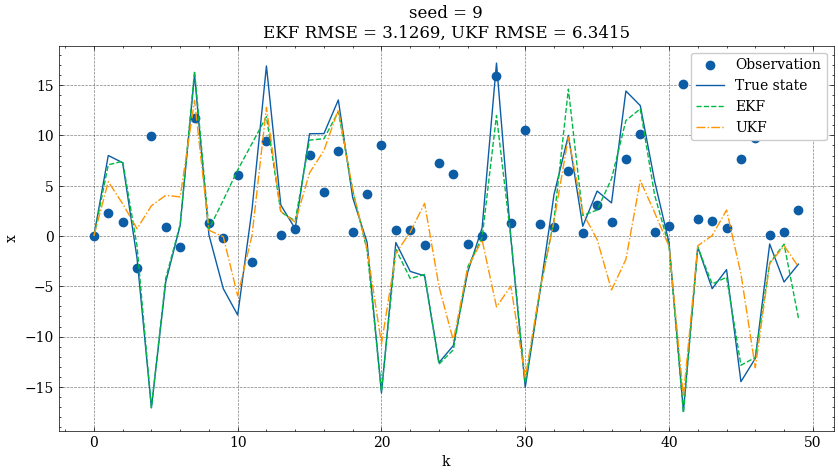 seed = 9
EKF RMSE = 3.1269, UKF RMSE = 6.3415
Observation
True state
EKF
UKF
x
15
10
5
0
−5
−10
−15
0 10 20 30 40 50
k